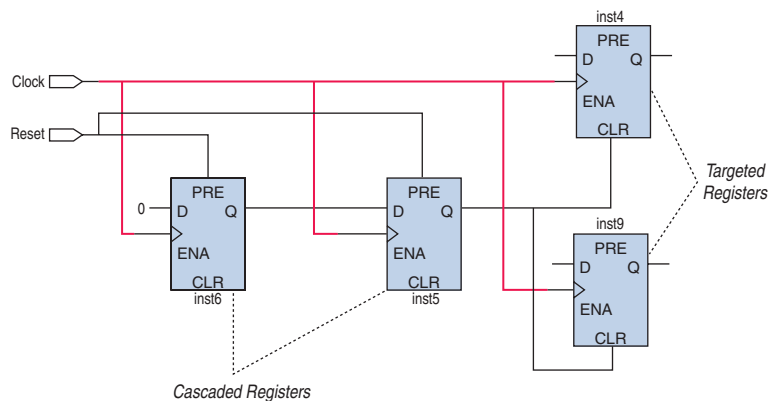 inst4
PRE
D Q
ENA
CLR
Clock
Reset
PRE
0 D Q
ENA
CLR
inst6
PRE
D Q
ENA
CLR
inst5
Targeted
Registers
inst9
PRE
D Q
ENA
CLR
Cascaded Registers